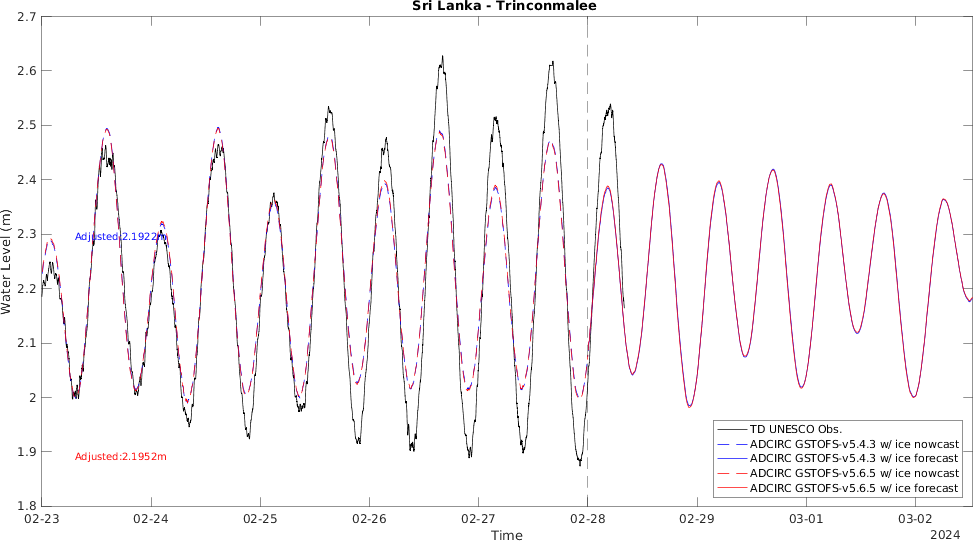 Sri Lanka - Trinconmalee
2.7
2.6
2.5
2.4
2.3
2.2
2.1
2
1.9
1.8
Water Level (m)
Adjusted:2.1922m
Adjusted:2.1952m
TD UNESCO Obs.
ADCIRC GSTOFS-v5.4.3 w/ ice nowcast
ADCIRC GSTOFS-v5.4.3 w/ ice forecast
ADCIRC GSTOFS-v5.6.5 w/ ice nowcast
ADCIRC GSTOFS-v5.6.5 w/ ice forecast
02-23 02-24 02-25 02-26 02-27 02-28 02-29 03-01 03-02
Time
2024